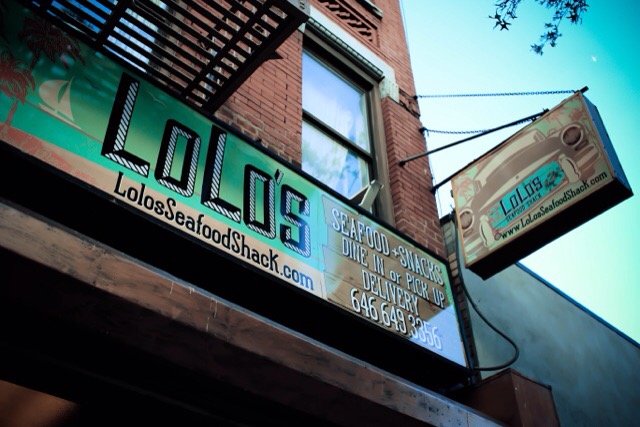 LoLo's
LolosSeafoodShack.com
SEAFOOD + SNACKS
DINE IN or PICK UP
DELIVERY
646.649.3356
LoLo's
SEAFOOD SHACK
www.LoLosSeafoodShack.com